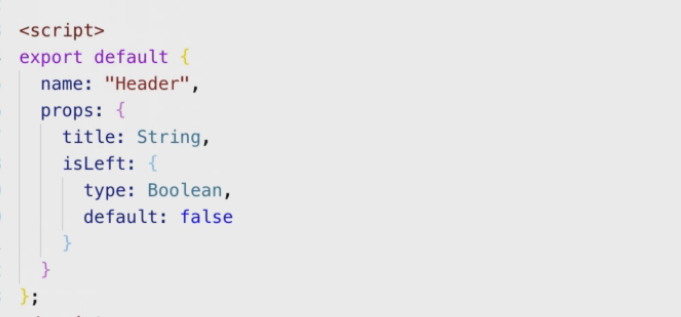 <script>
export default {
name: "Header",
props: {
title: String,
isLeft: {
type: Boolean,
default: false
}
}
};